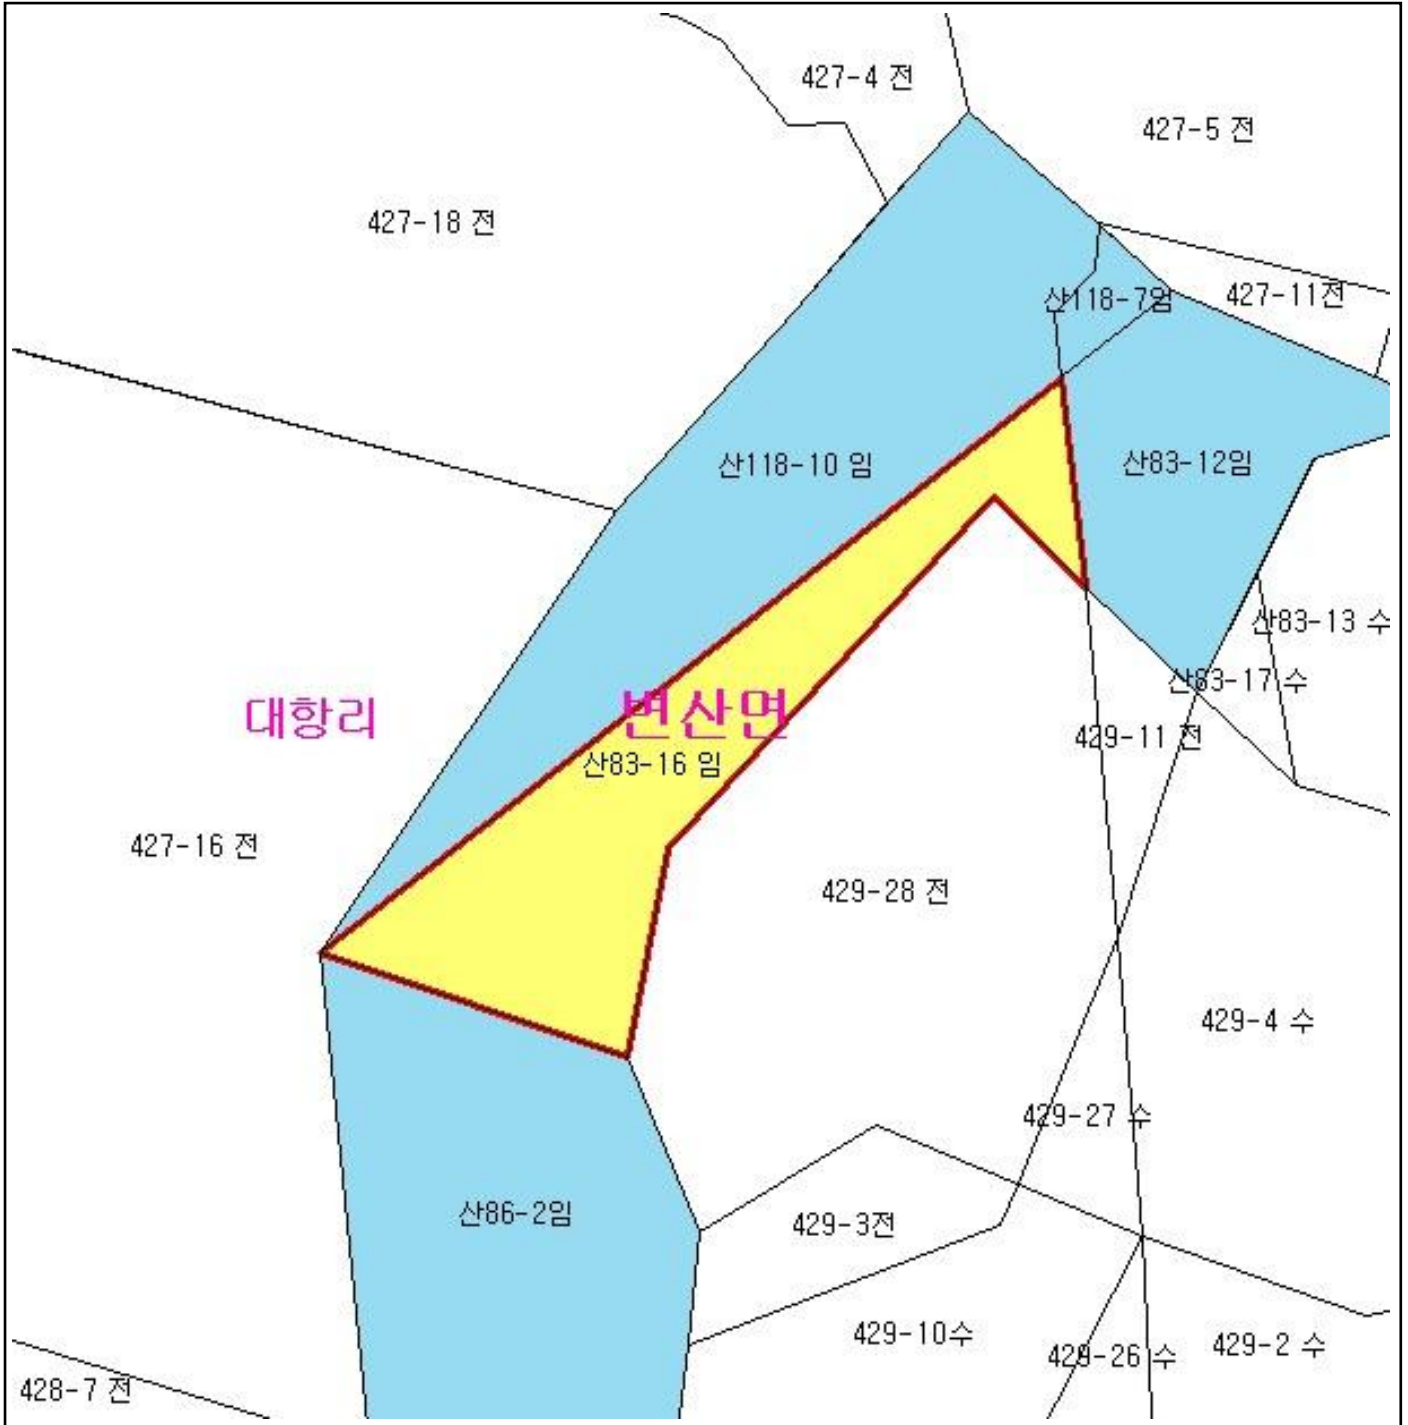 427-4 전
427-5 전
427-18 전
427-11전
산118-7임
산118-10 임
산83-12임
산83-13 수
산83-17 수
대항리
변산면
429-11 전
산83-16 임
427-16 전
429-28 전
429-4 수
429-27 수
산86-2임
429-3전
429-10수
429-26 수
429-2 수
428-7 전